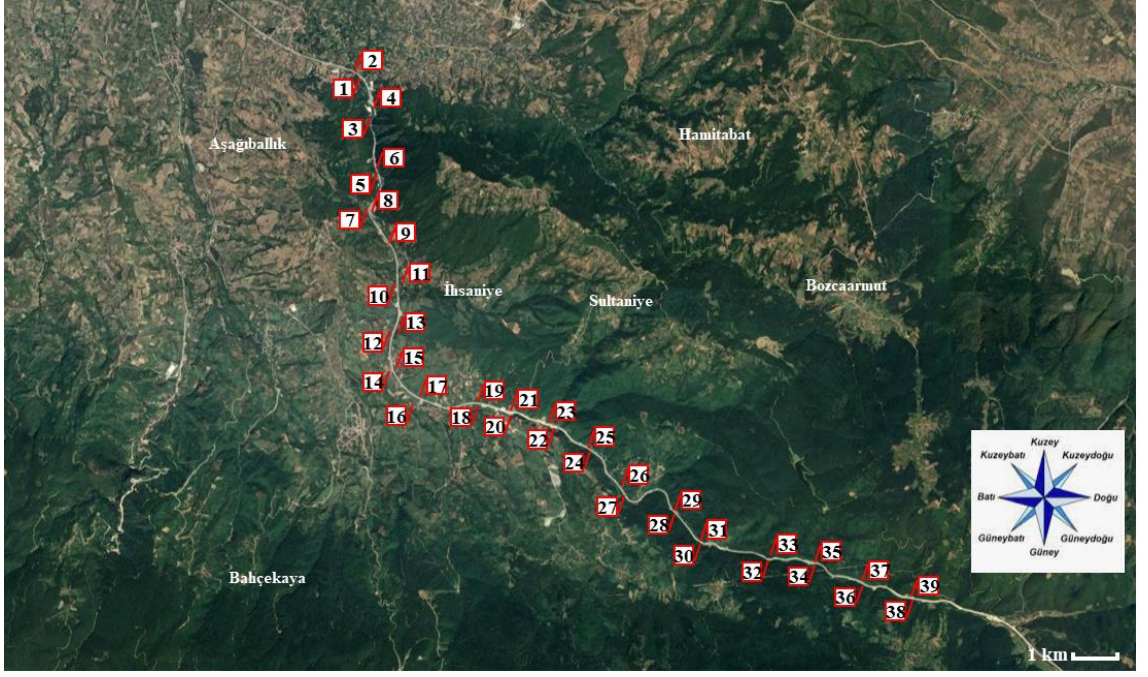 2
1
4
3
Hamitabat
Aşağıballık
6
5
8
7
9
11
İhsaniye
10
Sultaniye
Bozcaarmut
13
12
15
14
17
19
16
18
21
20
23
22
25
24
26
27
29
28
31
30
33
35
32
34
37
36
39
38
Bahçekaya
Kuzey
Kuzeybatı
Kuzeydoğu
Batı
Doğu
Güneybatı
Güneydoğu
Güney
1 km